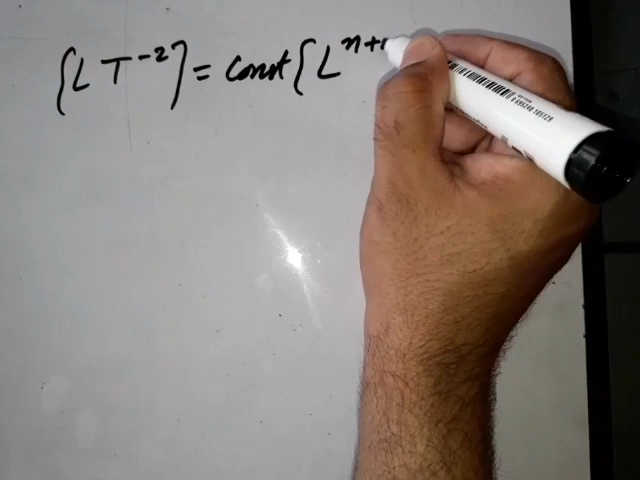 [L T⁻²] = const [L^n+